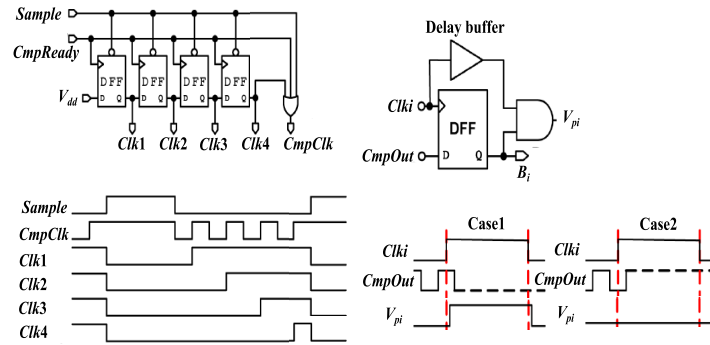 Sample
CmpReady
DFF DFF DFF DFF
D Q D Q D Q D Q
Vdd
Clk1 Clk2 Clk3 Clk4 CmpClk
Delay buffer
Clki
DFF
Vpi
CmpOut D Q
Bi
Sample
CmpClk
Clk1
Clk2
Clk3
Clk4
Case1 Case2
Clki Clki
CmpOut CmpOut
Vpi Vpi